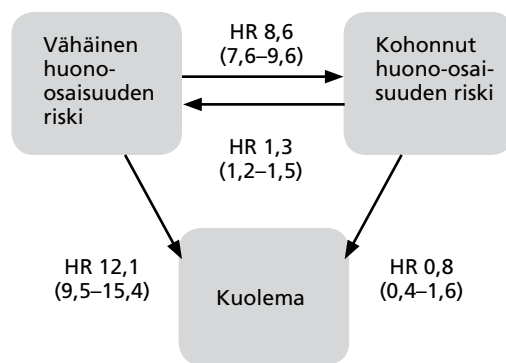 Vähäinen
huono-
osaisuuden
riski
HR 8,6
(7,6–9,6)
Kohonnut
huono-osai-
suuden riski
HR 1,3
(1,2–1,5)
HR 12,1
(9,5–15,4)
Kuolema
HR 0,8
(0,4–1,6)